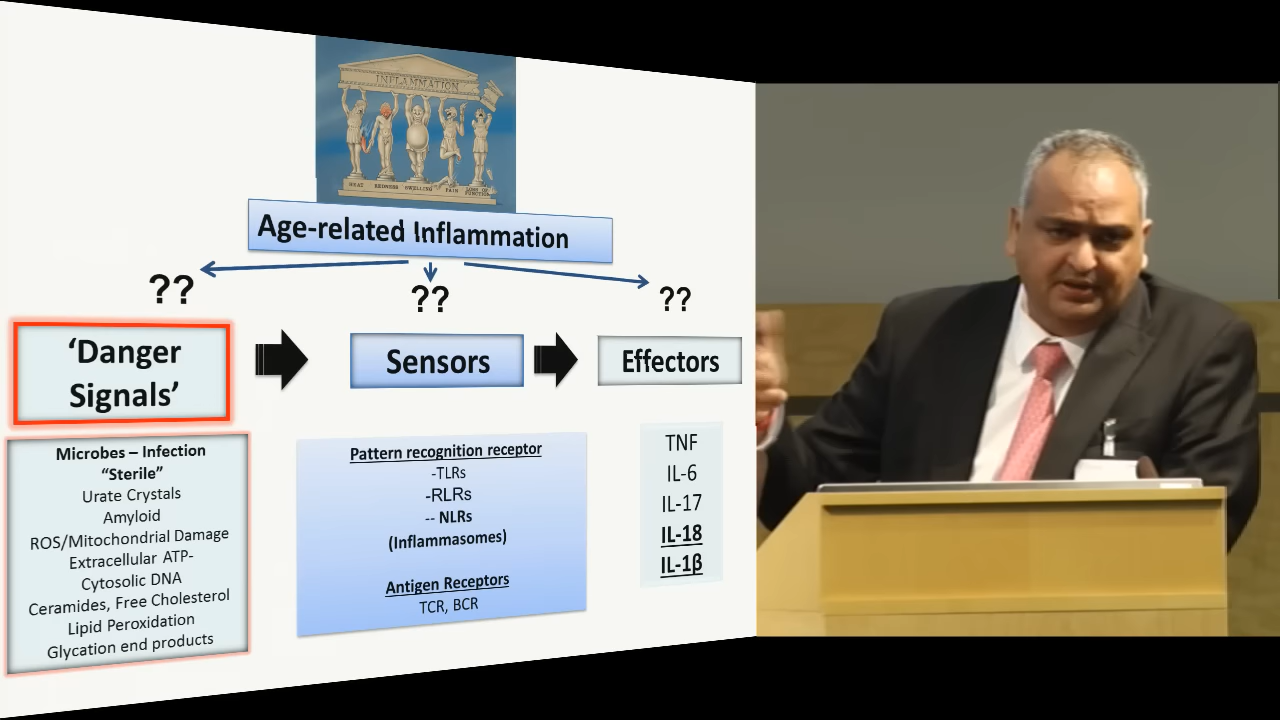 INFLAMMATION
HEAT REDNESS SWELLING PAIN LOSS OF FUNCTION
Age-related Inflammation
?? ?? ??
'Danger
Signals'
Sensors
Effectors
Microbes – Infection
"Sterile"
Urate Crystals
Amyloid
ROS/Mitochondrial Damage
Extracellular ATP-
Cytosolic DNA
Ceramides, Free Cholesterol
Lipid Peroxidation
Glycation end products
Pattern recognition receptor
-TLRs
-RLRs
-- NLRs
(Inflammasomes)
Antigen Receptors
TCR, BCR
TNF
IL-6
IL-17
IL-18
IL-1β